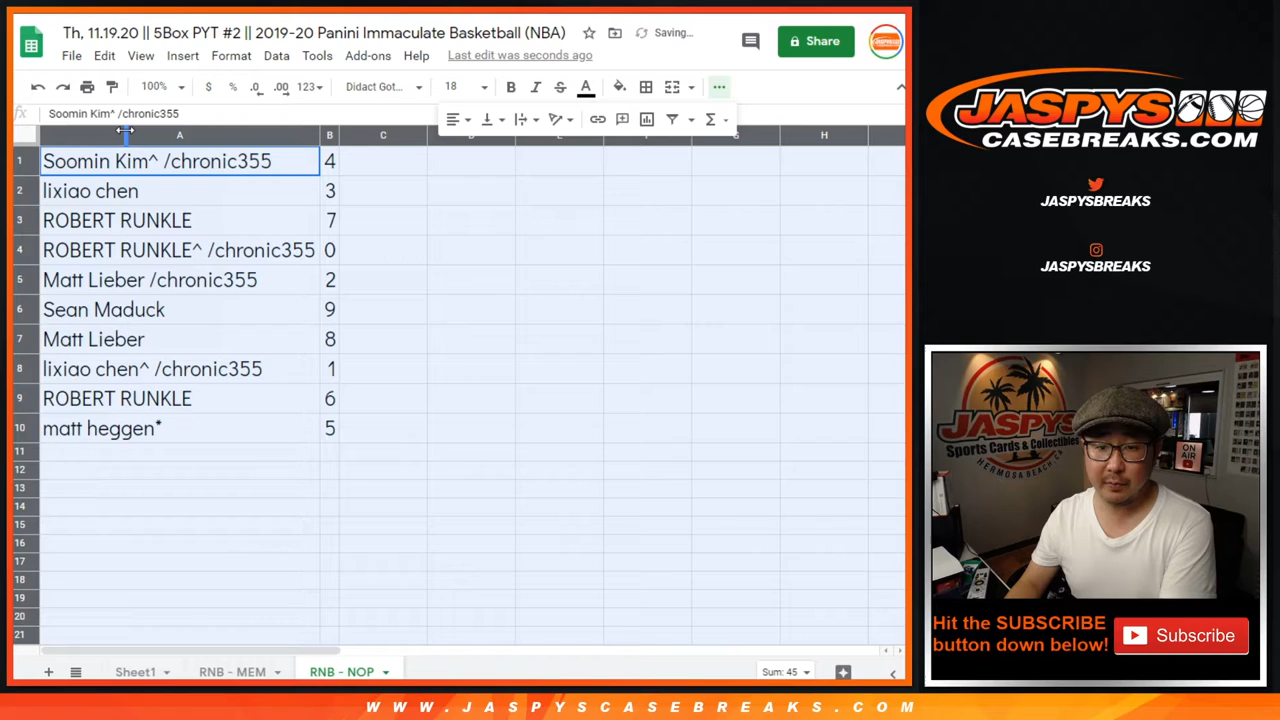 Th, 11.19.20 || 5Box PYT #2 || 2019-20 Panini Immaculate Basketball (NBA)
Saving...
Share
File Edit View Insert Format Data Tools Add-ons Help Last edit was seconds ago
100% $ % .0 .00 123 Didact Got... 18 B I S A
fx Soomin Kim^ /chronic355
A B C H
1 Soomin Kim^ /chronic355 4
2 lixiao chen 3
3 ROBERT RUNKLE 7
4 ROBERT RUNKLE^ /chronic355 0
5 Matt Lieber /chronic355 2
6 Sean Maduck 9
7 Matt Lieber 8
8 lixiao chen^ /chronic355 1
9 ROBERT RUNKLE 6
10 matt heggen* 5
11
12
13
14
15
16
17
18
19
20
21
Sheet1 RNB - MEM RNB - NOP Sum: 45
JASPYS
CASEBREAKS.COM
JASPYSBREAKS
JASPYSBREAKS
JASPYS
Sports Cards & Collectibles
HERMOSA BEACH, CA
ON AIR
Hit the SUBSCRIBE
button down below!
Subscribe
WWW.JASPYSCASEBREAKS.COM